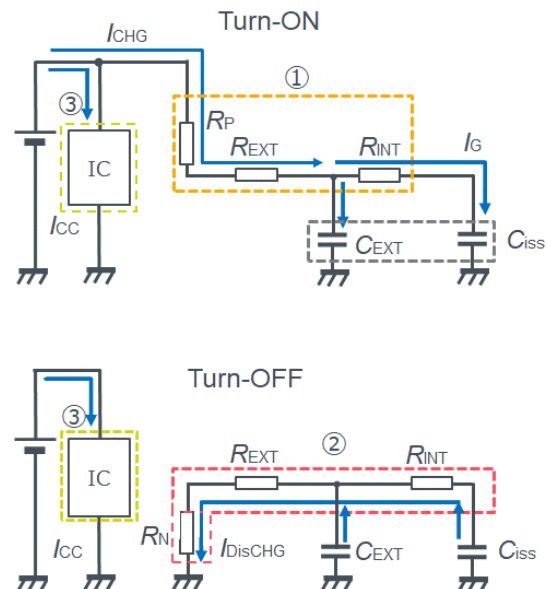 Turn-ON
ICHG
①
③
RP
REXT
RINT
IG
IC
ICC
CEXT
Ciss
Turn-OFF
③
②
REXT
RINT
IC
RN
ICC
IDisCHG
CEXT
Ciss